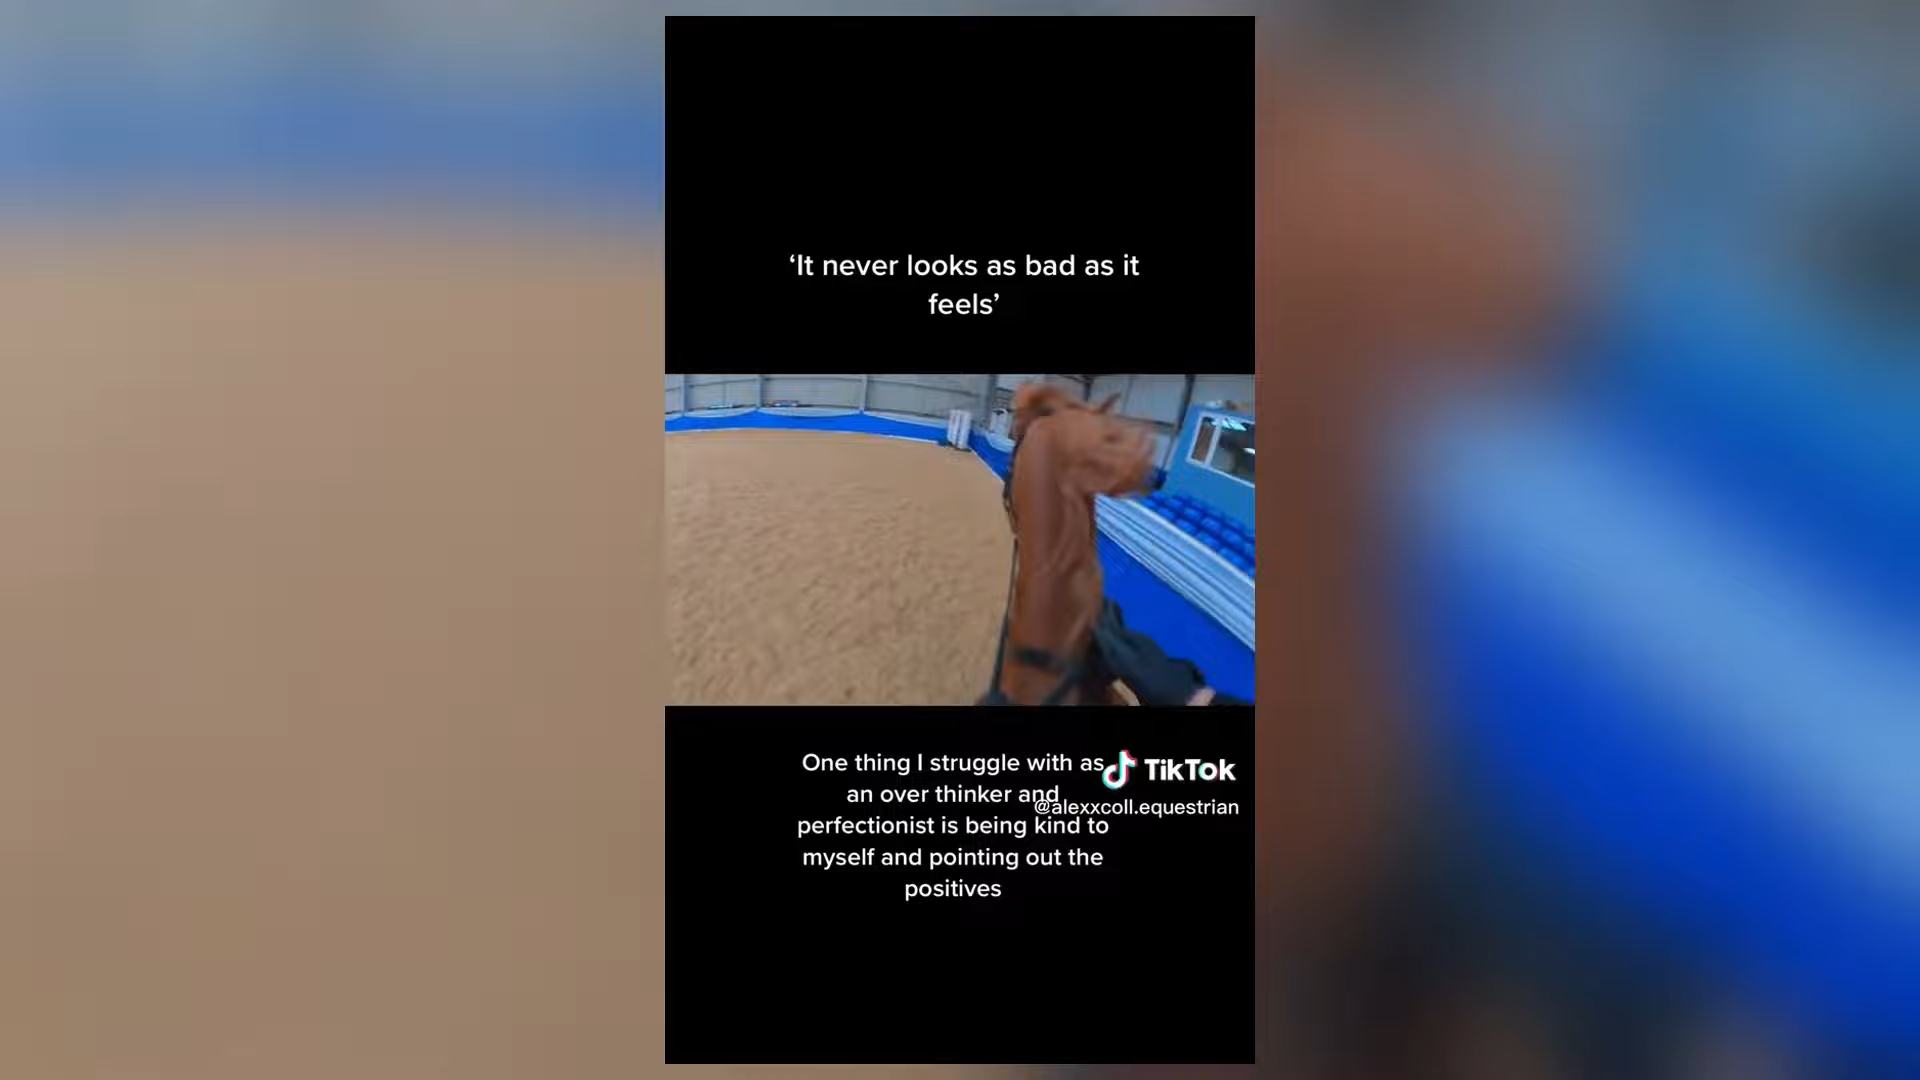 ‘It never looks as bad as it
feels’
One thing I struggle with as
an over thinker and
perfectionist is being kind to
myself and pointing out the
positives
TikTok
@alexxcoll.equestrian